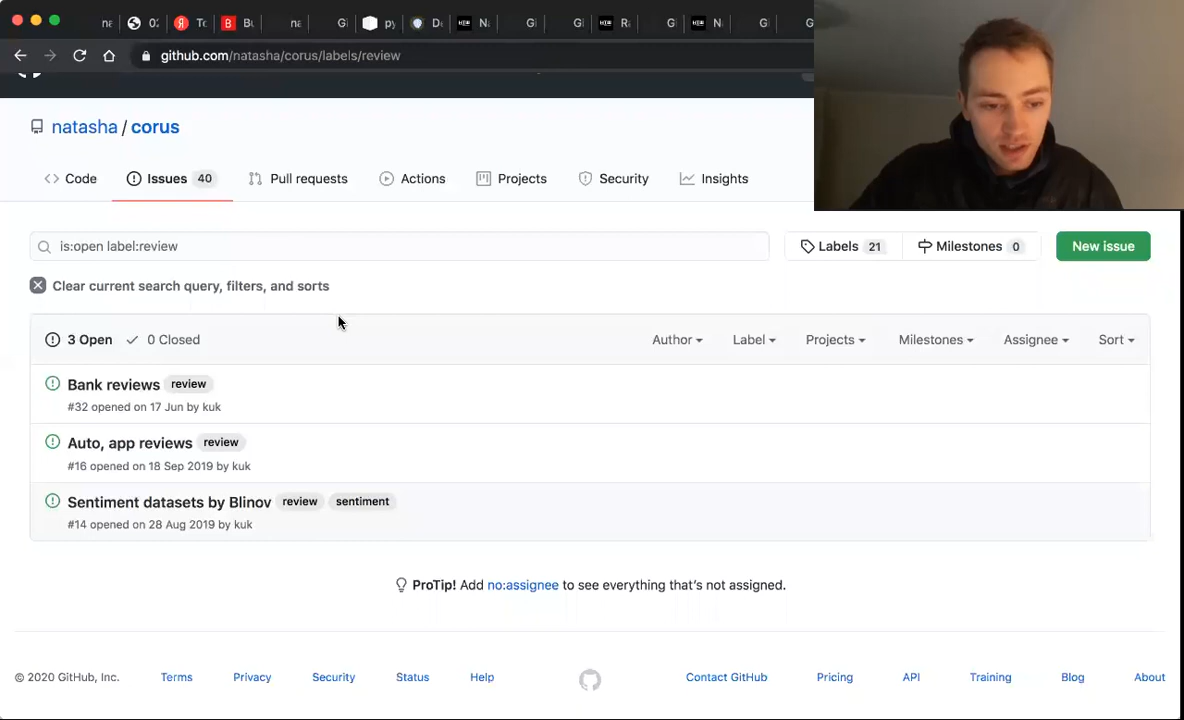 github.com/natasha/corus/labels/review
natasha / corus
Code
Issues 40
Pull requests
Actions
Projects
Security
Insights
is:open label:review
Labels 21
Milestones 0
New issue
Clear current search query, filters, and sorts
3 Open
0 Closed
Author
Label
Projects
Milestones
Assignee
Sort
Bank reviews review
#32 opened on 17 Jun by kuk
Auto, app reviews review
#16 opened on 18 Sep 2019 by kuk
Sentiment datasets by Blinov review sentiment
#14 opened on 28 Aug 2019 by kuk
ProTip! Add no:assignee to see everything that's not assigned.
© 2020 GitHub, Inc.
Terms
Privacy
Security
Status
Help
Contact GitHub
Pricing
API
Training
Blog
About